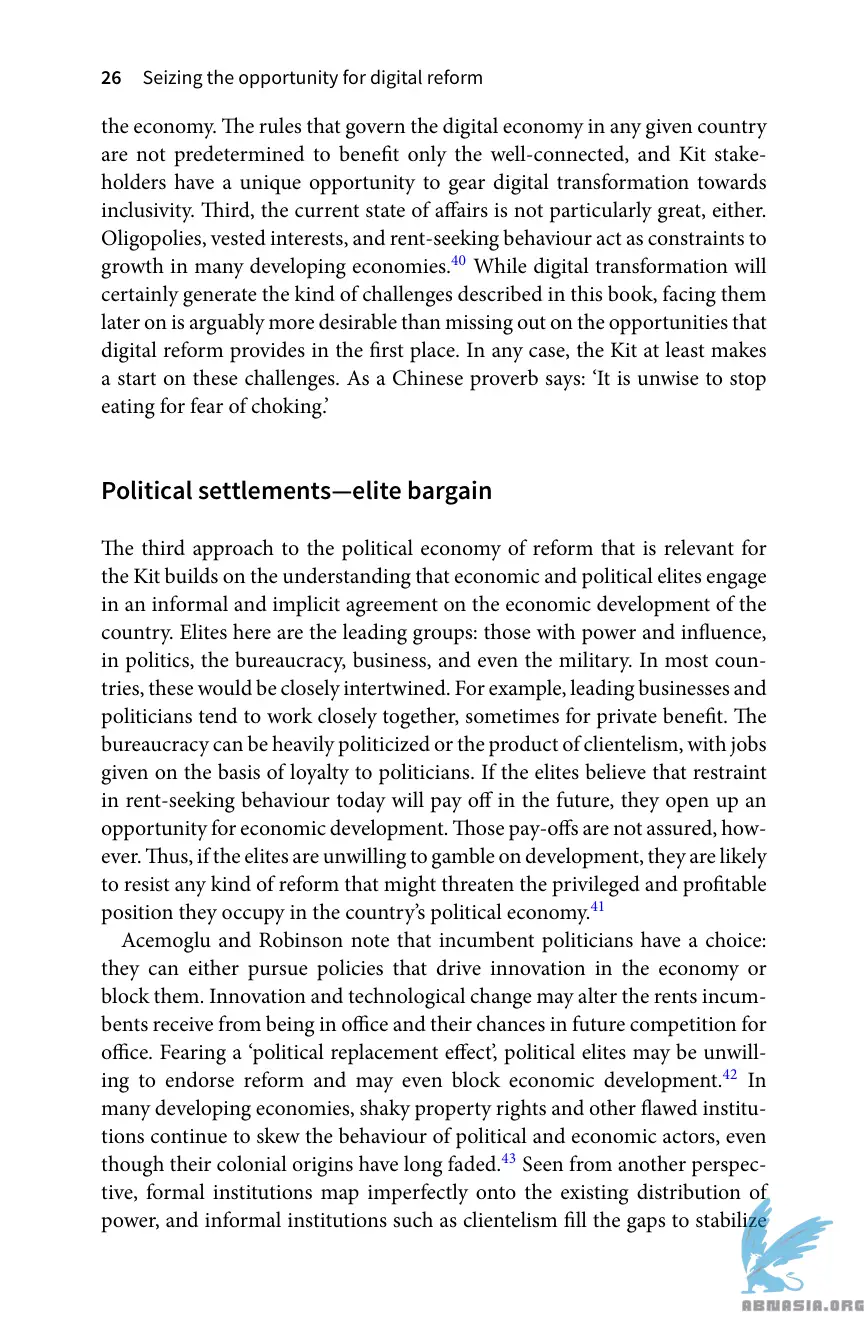 26 Seizing the opportunity for digital reform
the economy. The rules that govern the digital economy in any given country
are not predetermined to benefit only the well-connected, and Kit stake-
holders have a unique opportunity to gear digital transformation towards
inclusivity. Third, the current state of affairs is not particularly great, either.
Oligopolies, vested interests, and rent-seeking behaviour act as constraints to
growth in many developing economies.40 While digital transformation will
certainly generate the kind of challenges described in this book, facing them
later on is arguably more desirable than missing out on the opportunities that
digital reform provides in the first place. In any case, the Kit at least makes
a start on these challenges. As a Chinese proverb says: ‘It is unwise to stop
eating for fear of choking.’
Political settlements—elite bargain
The third approach to the political economy of reform that is relevant for
the Kit builds on the understanding that economic and political elites engage
in an informal and implicit agreement on the economic development of the
country. Elites here are the leading groups: those with power and influence,
in politics, the bureaucracy, business, and even the military. In most coun-
tries, these would be closely intertwined. For example, leading businesses and
politicians tend to work closely together, sometimes for private benefit. The
bureaucracy can be heavily politicized or the product of clientelism, with jobs
given on the basis of loyalty to politicians. If the elites believe that restraint
in rent-seeking behaviour today will pay off in the future, they open up an
opportunity for economic development. Those pay-offs are not assured, how-
ever. Thus, if the elites are unwilling to gamble on development, they are likely
to resist any kind of reform that might threaten the privileged and profitable
position they occupy in the country’s political economy.41
Acemoglu and Robinson note that incumbent politicians have a choice:
they can either pursue policies that drive innovation in the economy or
block them. Innovation and technological change may alter the rents incum-
bents receive from being in office and their chances in future competition for
office. Fearing a ‘political replacement effect’, political elites may be unwill-
ing to endorse reform and may even block economic development.42 In
many developing economies, shaky property rights and other flawed institu-
tions continue to skew the behaviour of political and economic actors, even
though their colonial origins have long faded.43 Seen from another perspec-
tive, formal institutions map imperfectly onto the existing distribution of
power, and informal institutions such as clientelism fill the gaps to stabilize
ABNASIA.ORG